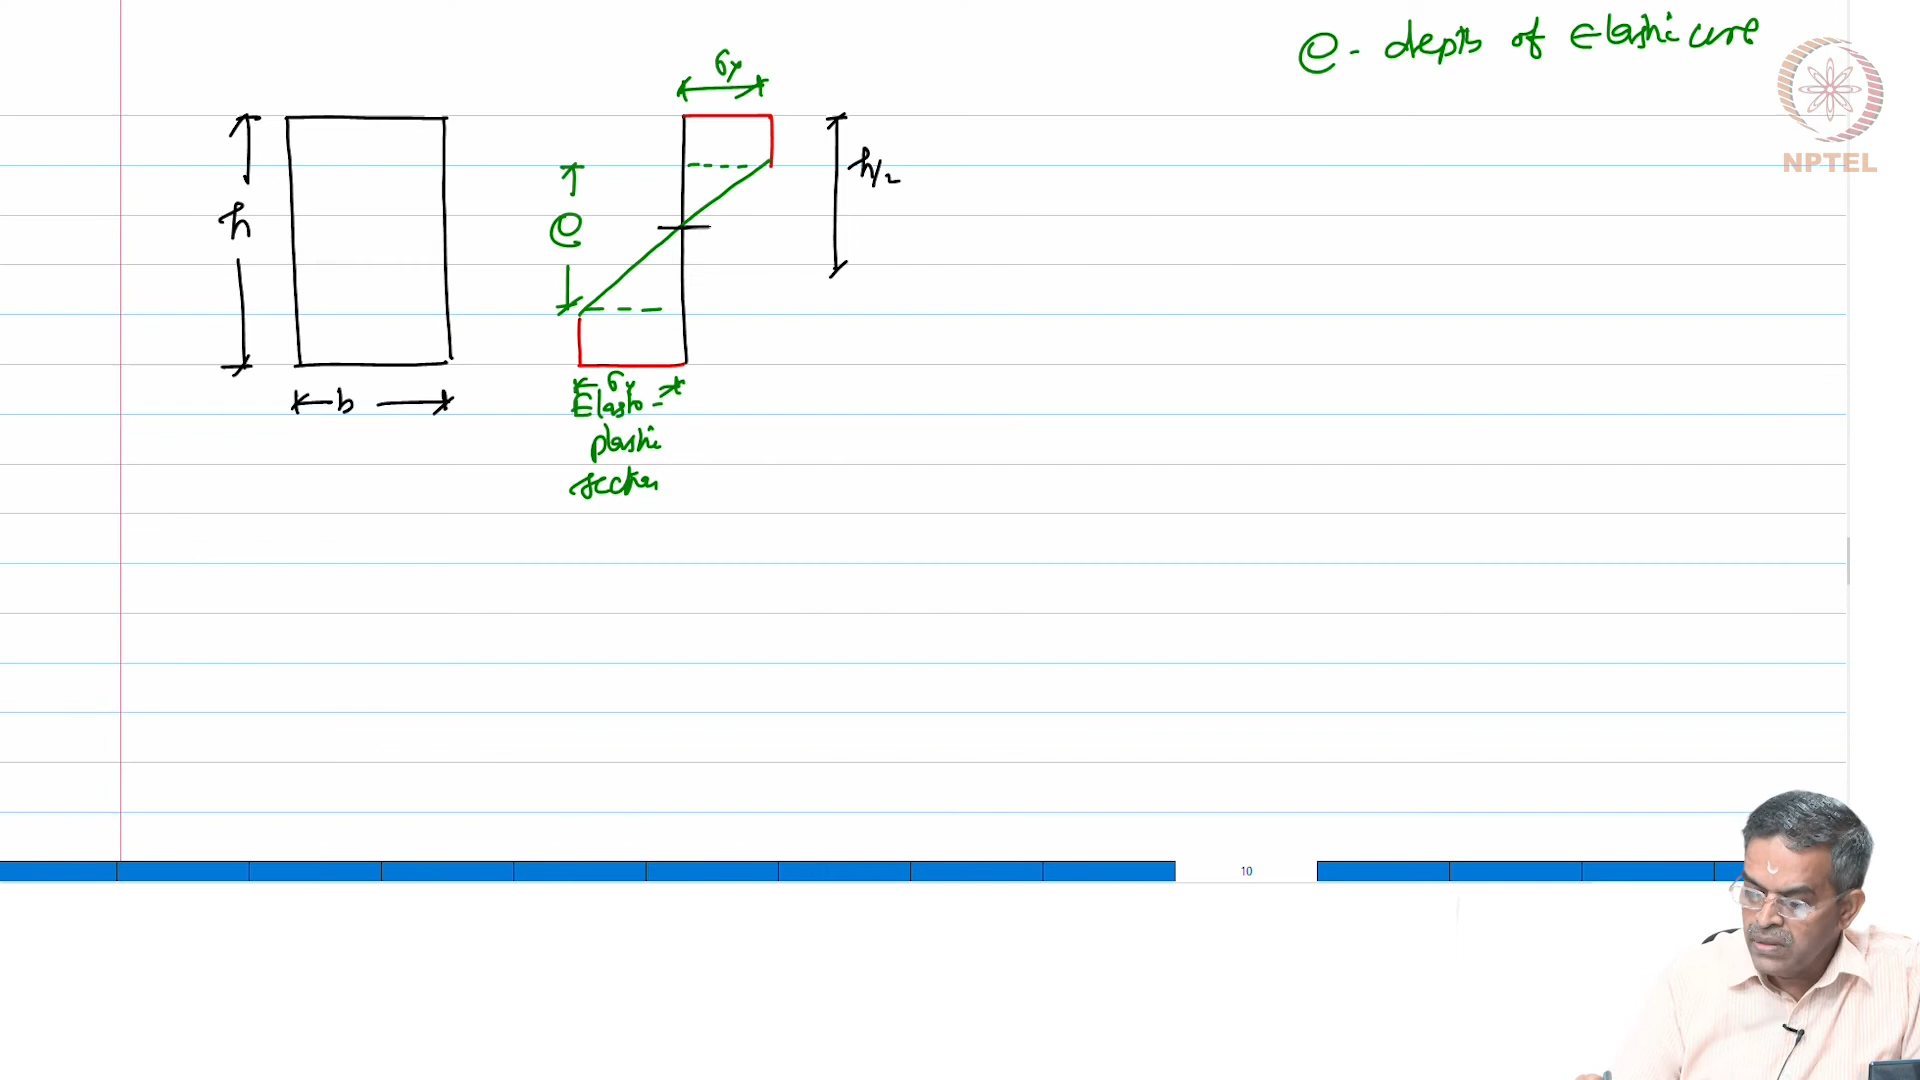 e - depth of Elastic core
NPTEL
σy
h/2
h
e
b
σy
Elasto -
plastic
section
10